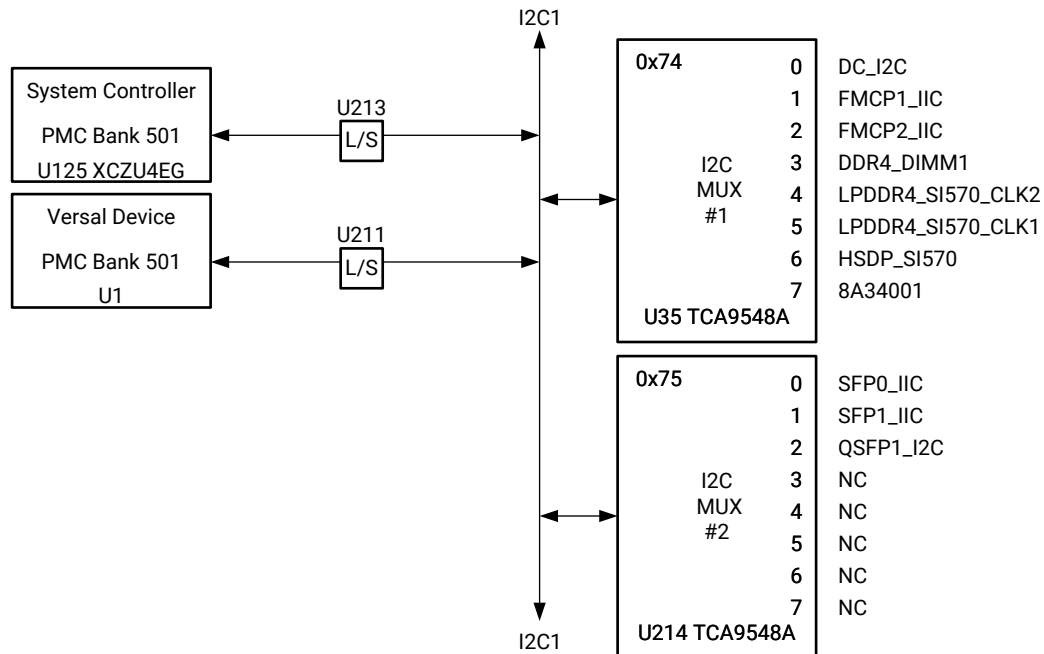 I2C1
System Controller
PMC Bank 501
U125 XCZU4EG
U213
L/S
Versal Device
PMC Bank 501
U1
U211
L/S
0x74
0 DC_I2C
1 FMCP1_IIC
2 FMCP2_IIC
3 DDR4_DIMM1
4 LPDDR4_SI570_CLK2
5 LPDDR4_SI570_CLK1
6 HSDP_SI570
7 8A34001
I2C
MUX
#1
U35 TCA9548A
0x75
0 SFP0_IIC
1 SFP1_IIC
2 QSFP1_I2C
3 NC
4 NC
5 NC
6 NC
7 NC
I2C
MUX
#2
U214 TCA9548A
I2C1